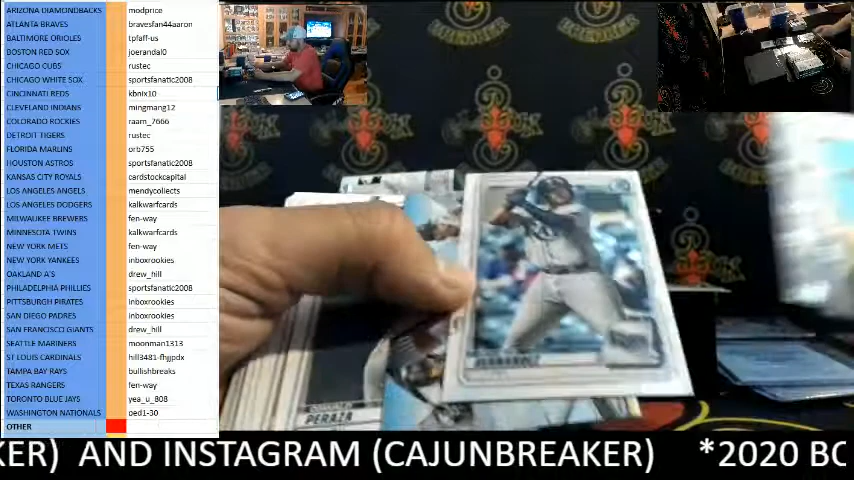 ARIZONA DIAMONDBACKS modprice
ATLANTA BRAVES bravesfan44aaron
BALTIMORE ORIOLES tpfaff-us
BOSTON RED SOX joerandal0
CHICAGO CUBS rustec
CHICAGO WHITE SOX sportsfanatic2008
CINCINNATI REDS kbnix10
CLEVELAND INDIANS mingmang12
COLORADO ROCKIES raam_7666
DETROIT TIGERS rustec
FLORIDA MARLINS orb755
HOUSTON ASTROS sportsfanatic2008
KANSAS CITY ROYALS cardstockcapital
LOS ANGELES ANGELS mendycollects
LOS ANGELES DODGERS kalkwarfcards
MILWAUKEE BREWERS fen-way
MINNESOTA TWINS kalkwarfcards
NEW YORK METS fen-way
NEW YORK YANKEES inboxrookies
OAKLAND A'S drew_hill
PHILADELPHIA PHILLIES sportsfanatic2008
PITTSBURGH PIRATES inboxrookies
SAN DIEGO PADRES inboxrookies
SAN FRANCISCO GIANTS drew_hill
SEATTLE MARINERS moonman1313
ST LOUIS CARDINALS hill3481-fhjjpdx
TAMPA BAY RAYS bullishbreaks
TEXAS RANGERS fen-way
TORONTO BLUE JAYS yea_u_808
WASHINGTON NATIONALS ped1-30
OTHER
PERAZA
KER) AND INSTAGRAM (CAJUNBREAKER) *2020 BO